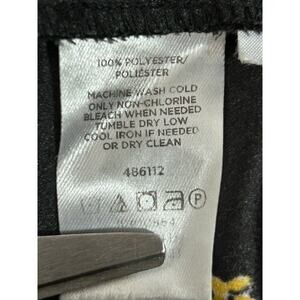 100% POLYESTER/
POLIÉSTER
MACHINE WASH COLD
ONLY NON-CHLORINE
BLEACH WHEN NEEDED
TUMBLE DRY LOW
COOL IRON IF NEEDED
OR DRY CLEAN
486112
P